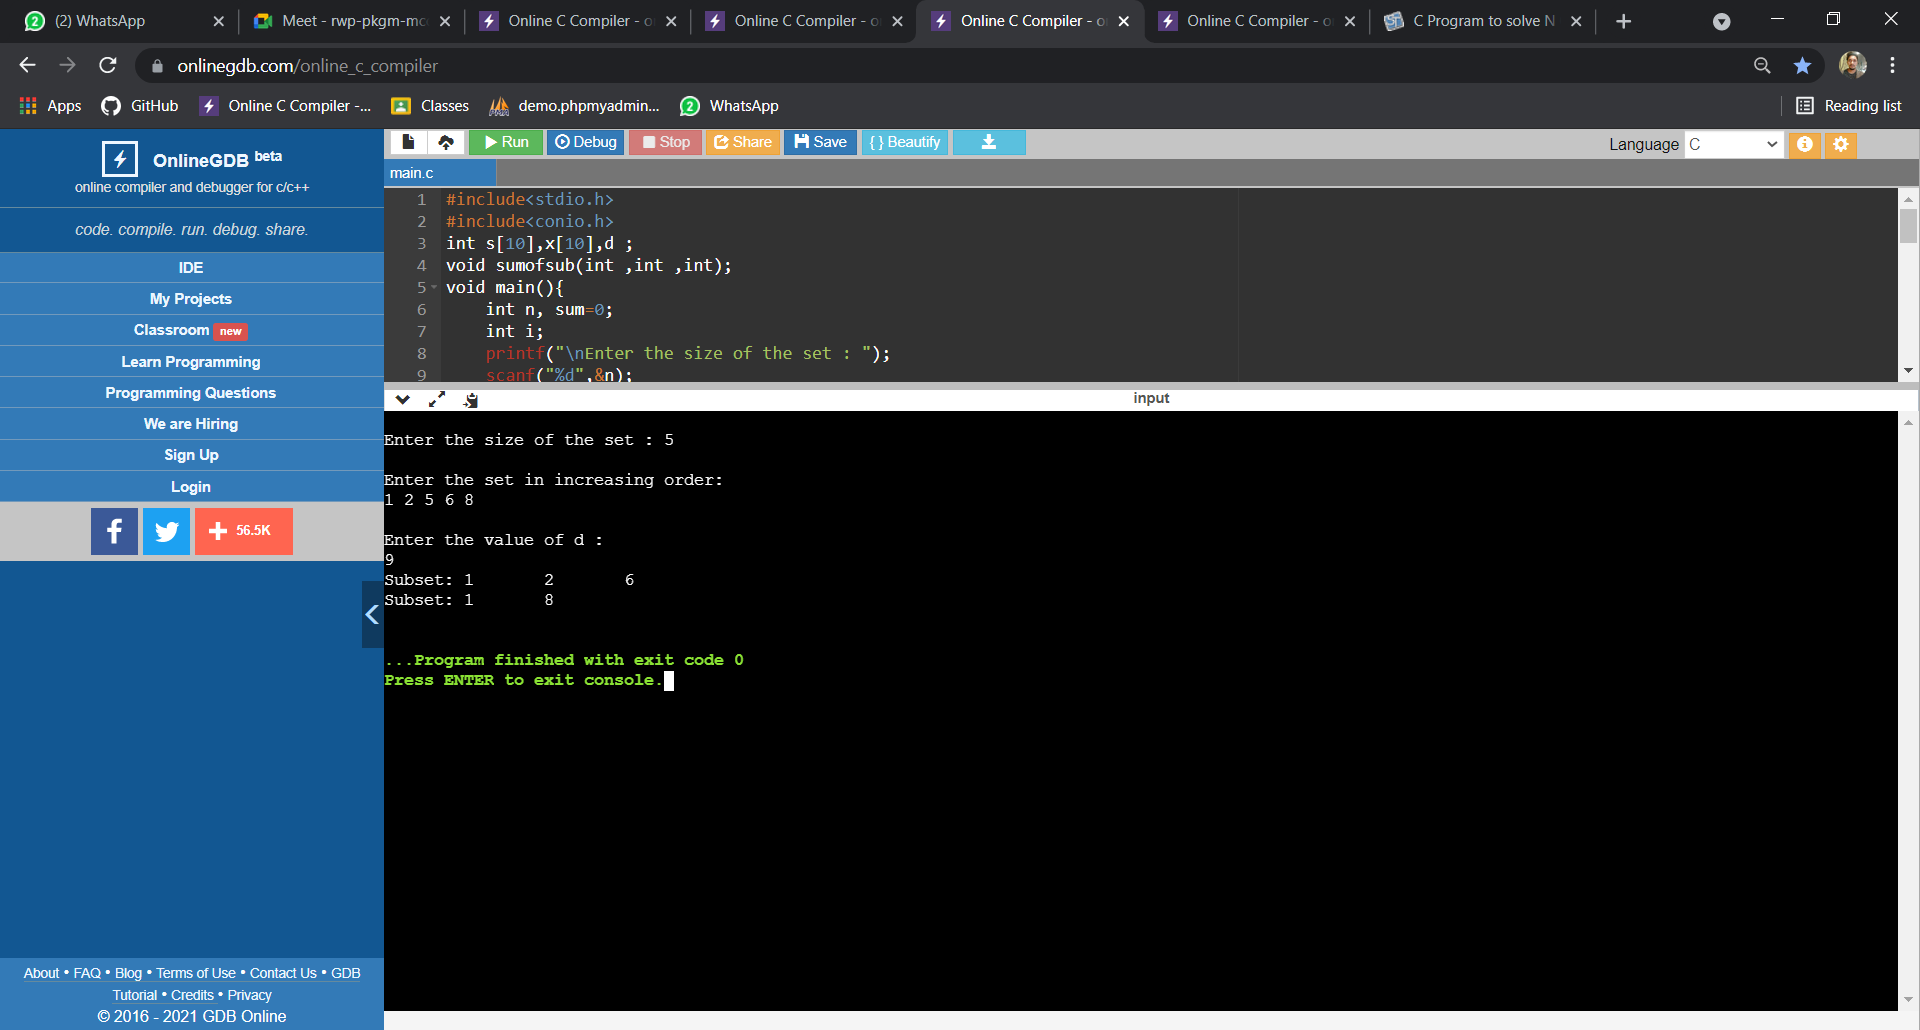 (2) WhatsApp
Meet - rwp-pkgm-mc
Online C Compiler - o
Online C Compiler - o
Online C Compiler - o
Online C Compiler - o
C Program to solve N
onlinegdb.com/online_c_compiler
Apps GitHub Online C Compiler -... Classes demo.phpmyadmin... WhatsApp Reading list
OnlineGDB beta
online compiler and debugger for c/c++
code. compile. run. debug. share.
IDE
My Projects
Classroom new
Learn Programming
Programming Questions
We are Hiring
Sign Up
Login
f + 56.5K
About • FAQ • Blog • Terms of Use • Contact Us • GDB
Tutorial • Credits • Privacy
© 2016 - 2021 GDB Online
Run Debug Stop Share Save { } Beautify Language C
main.c
1 #include<stdio.h>
2 #include<conio.h>
3 int s[10],x[10],d ;
4 void sumofsub(int ,int ,int);
5 void main(){
6 int n, sum=0;
7 int i;
8 printf("\nEnter the size of the set : ");
9 scanf("%d",&n);
input
Enter the size of the set : 5
Enter the set in increasing order:
1 2 5 6 8
Enter the value of d :
9
Subset: 1 2 6
Subset: 1 8
...Program finished with exit code 0
Press ENTER to exit console.